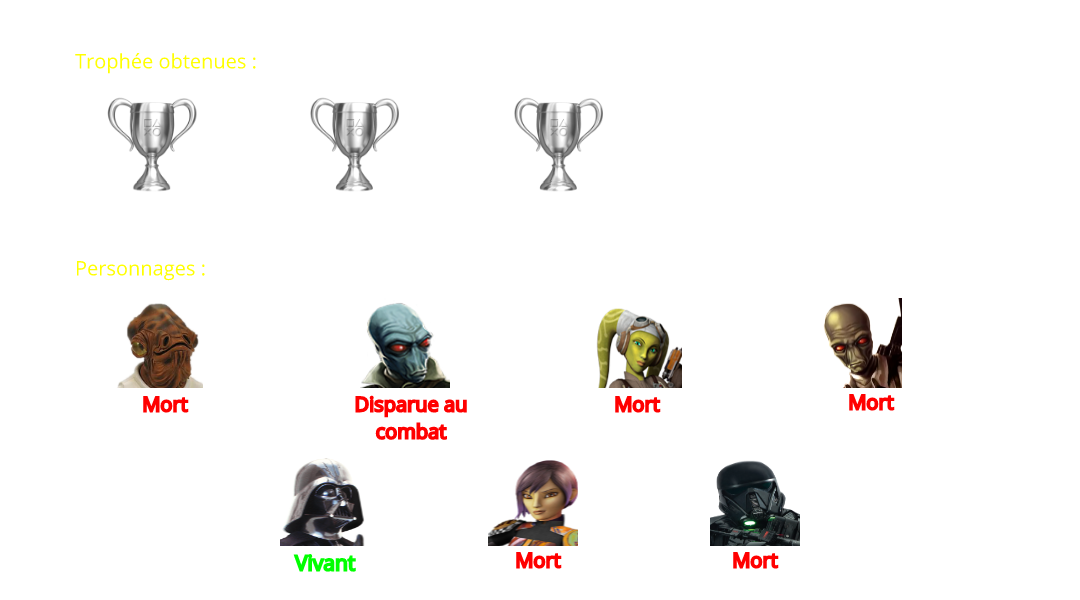 Trophée obtenues :
Personnages :
Mort
Disparue au
combat
Mort
Mort
Vivant
Mort
Mort